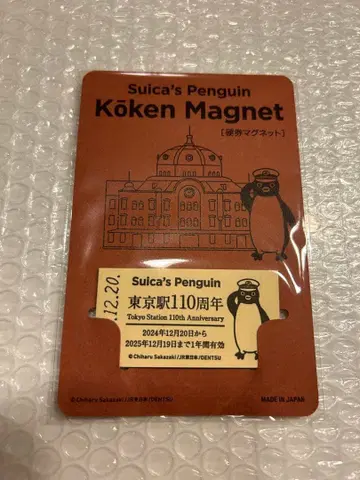 Suica's Penguin
Kōken Magnet
[硬券マグネット]
.12.20.
Suica's Penguin
東京駅110周年
Tokyo Station 110th Anniversary
2024年12月20日から
2025年12月19日まで1年間有効
©Chiharu Sakazaki/JR東日本/DENTSU
©Chiharu Sakazaki/JR東日本/DENTSU
MADE IN JAPAN